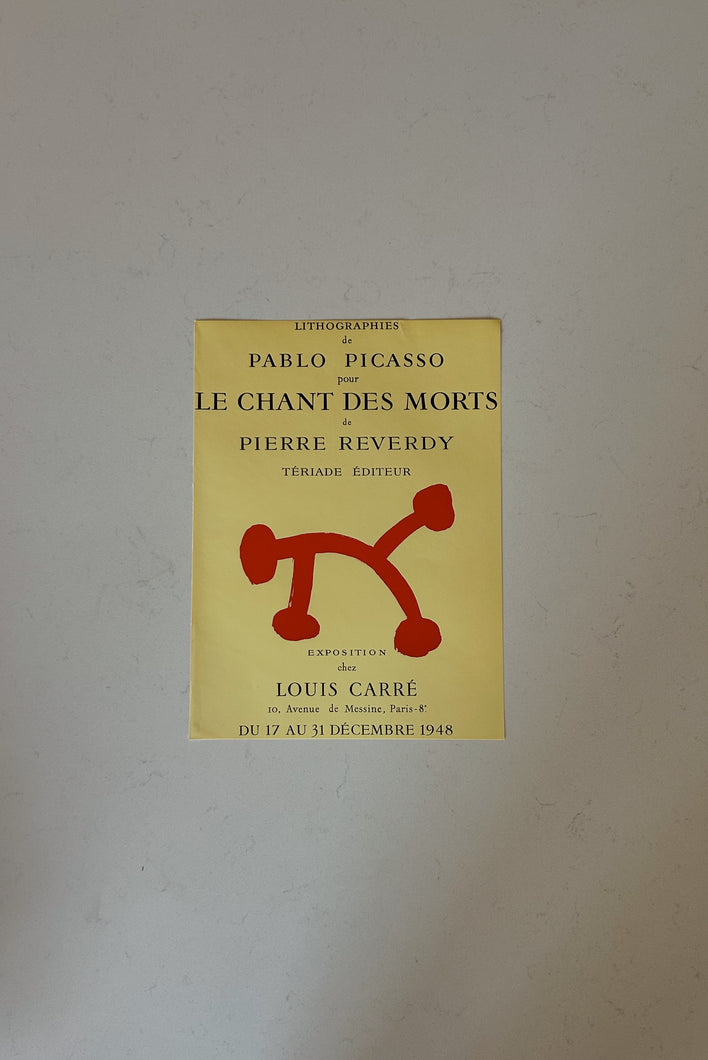 LITHOGRAPHIES
de
PABLO PICASSO
pour
LE CHANT DES MORTS
de
PIERRE REVERDY
TÉRIADE ÉDITEUR
EXPOSITION
chez
LOUIS CARRÉ
10, Avenue de Messine, Paris-8ᵉ
DU 17 AU 31 DÉCEMBRE 1948